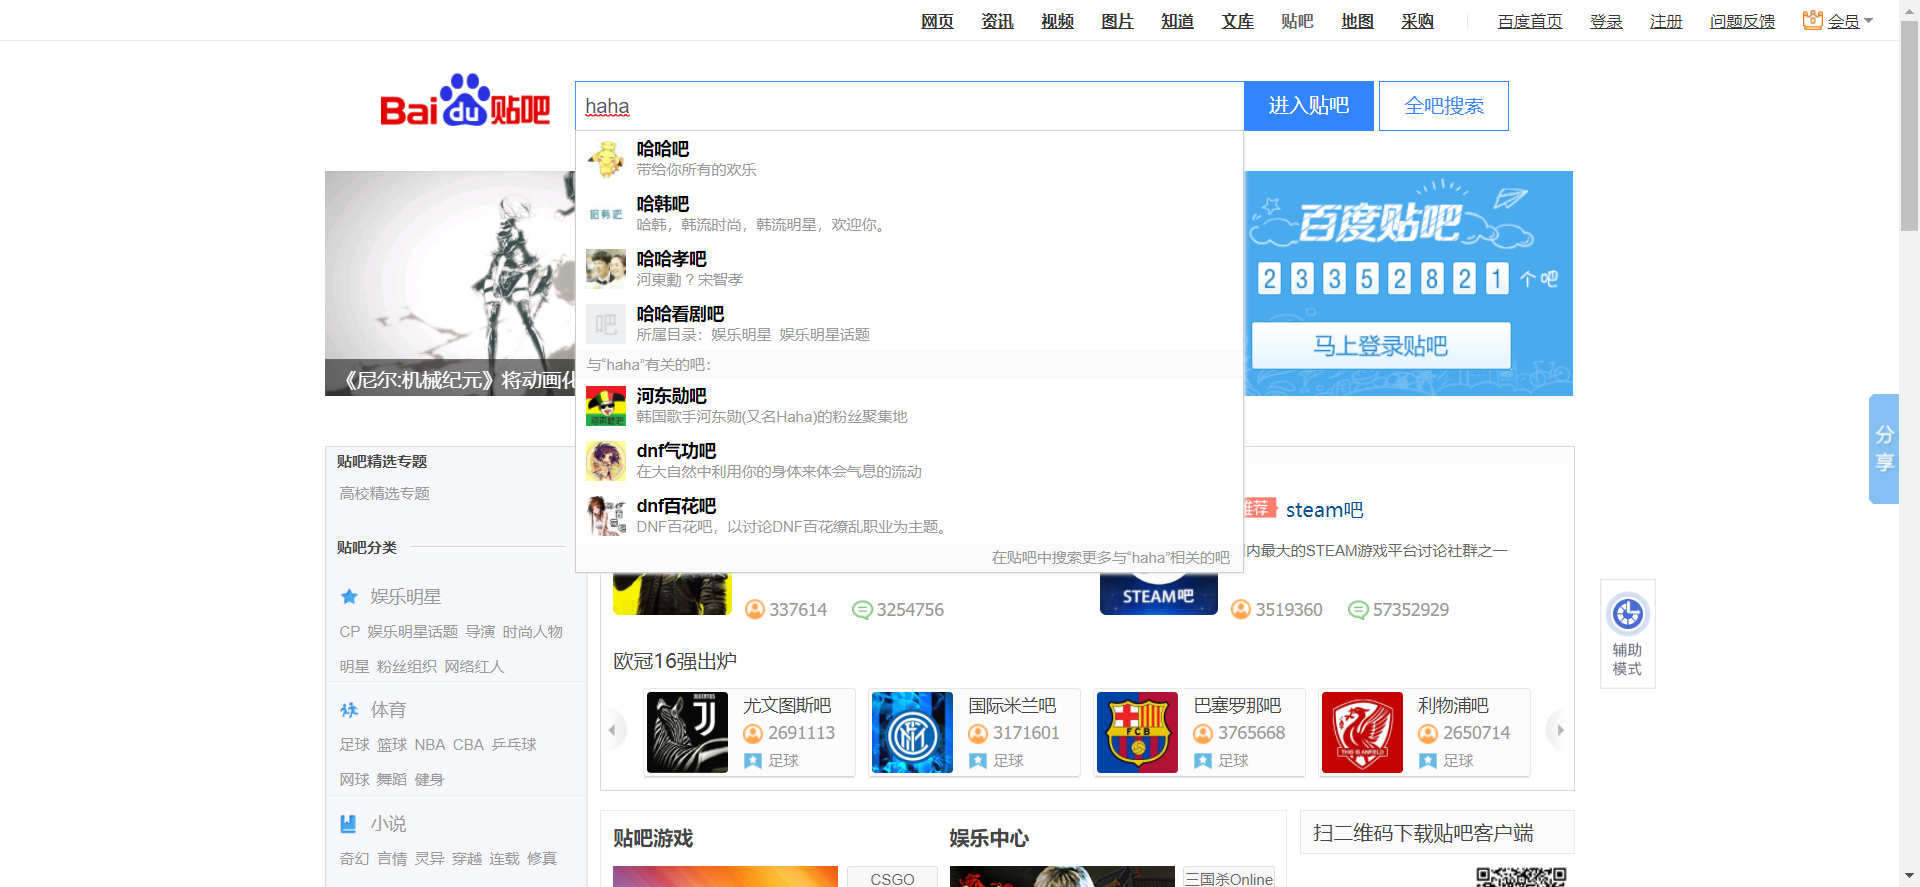 网页 资讯 视频 图片 知道 文库 贴吧 地图 采购 百度首页 登录 注册 问题反馈 会员
Bai du 贴吧 haha 进入贴吧 全吧搜索
哈哈吧
带给你所有的欢乐
哈韩吧
哈韩，韩流时尚，韩流明星，欢迎你。
哈哈孝吧
河東勳 ? 宋智孝
哈哈看剧吧
所属目录：娱乐明星 娱乐明星话题
与“haha”有关的吧：
河东勋吧
韩国歌手河东勋(又名Haha)的粉丝聚集地
dnf气功吧
在大自然中利用你的身体来体会气息的流动
dnf百花吧
DNF百花吧，以讨论DNF百花缭乱职业为主题。
在贴吧中搜索更多与“haha”相关的吧
《尼尔:机械纪元》将动画化
百度贴吧
2 3 3 5 2 8 2 1 个吧
马上登录贴吧
分享
贴吧精选专题
高校精选专题
贴吧分类
娱乐明星
CP 娱乐明星话题 导演 时尚人物
明星 粉丝组织 网络红人
体育
足球 篮球 NBA CBA 乒乓球
网球 舞蹈 健身
小说
奇幻 言情 灵异 穿越 连载 修真
推荐 steam吧
内最大的STEAM游戏平台讨论社群之一
STEAM吧
337614 3254756 3519360 57352929
辅助
模式
欧冠16强出炉
尤文图斯吧
2691113
足球
国际米兰吧
3171601
足球
巴塞罗那吧
3765668
足球
利物浦吧
2650714
足球
JUVENTUS
FCB
THIS IS ANFIELD
贴吧游戏 娱乐中心 扫二维码下载贴吧客户端
CSGO 三国杀Online